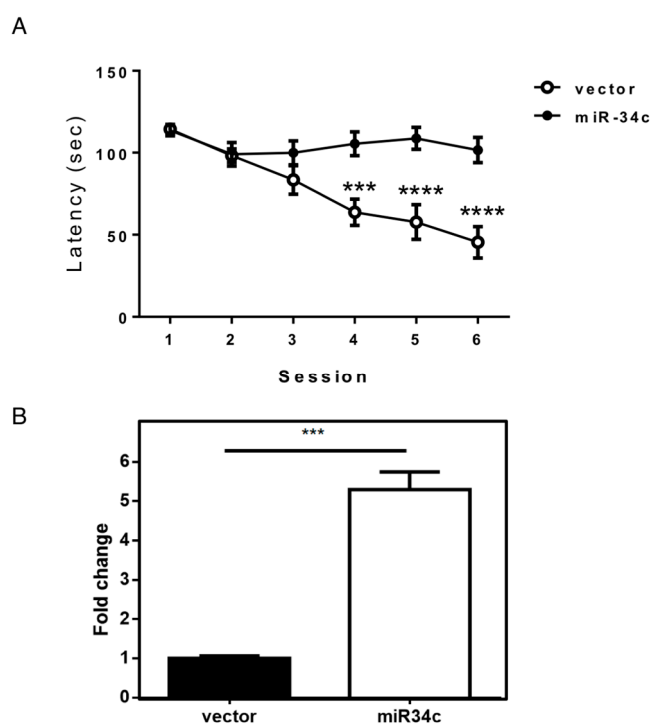 A
150
100
50
0
Latency (sec)
***
****
****
1 2 3 4 5 6
Session
vector
miR-34c
B
***
6
5
4
3
2
1
0
Fold change
vector miR34c